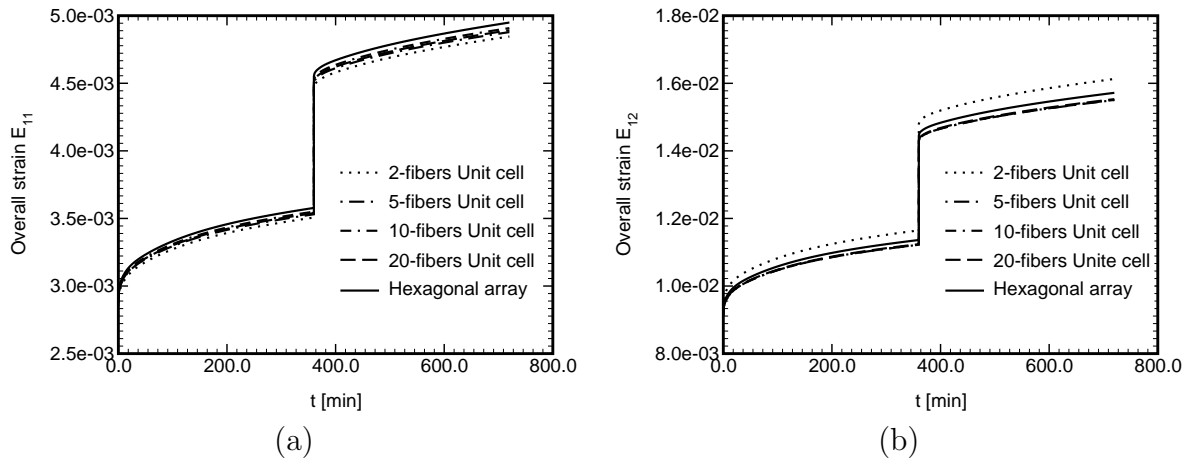 5.0e-03
4.5e-03
4.0e-03
3.5e-03
3.0e-03
2.5e-03
Overall strain E11
2-fibers Unit cell
5-fibers Unit cell
10-fibers Unit cell
20-fibers Unit cell
Hexagonal array
0.0 200.0 400.0 600.0 800.0
t [min]
(a)
1.8e-02
1.6e-02
1.4e-02
1.2e-02
1.0e-02
8.0e-03
Overall strain E12
2-fibers Unit cell
5-fibers Unit cell
10-fibers Unit cell
20-fibers Unite cell
Hexagonal array
0.0 200.0 400.0 600.0 800.0
t [min]
(b)